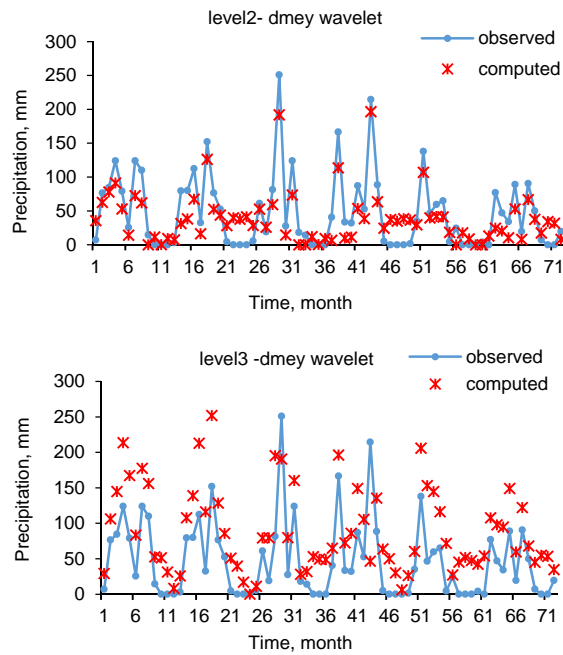 level2- dmey wavelet
observed
computed
300
250
200
150
100
50
0
Precipitation, mm
1 6 11 16 21 26 31 36 41 46 51 56 61 66 71
Time, month
level3 -dmey wavelet
observed
computed
300
250
200
150
100
50
0
Precipitation, mm
1 6 11 16 21 26 31 36 41 46 51 56 61 66 71
Time, month